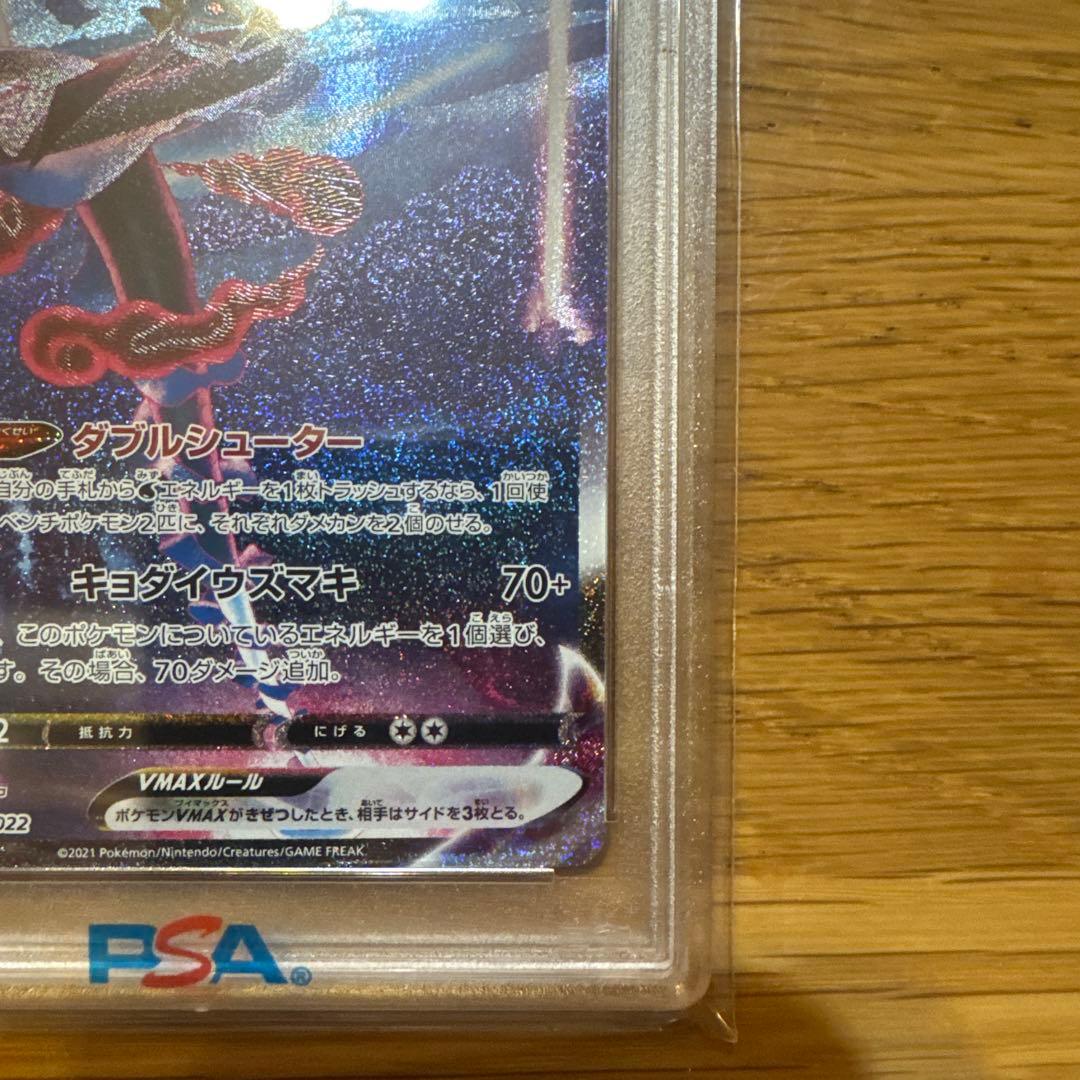 くせい ダブルシューター
自分の手札からエネルギーを1枚トラッシュするなら、1回使
ベンチポケモン2匹に、それぞれダメカンを2個のせる。
キョダイウズマキ 70+
、このポケモンについているエネルギーを1個選び、
す。その場合、70ダメージ追加。
2 抵抗力 にげる
VMAXルール
ポケモンVMAXがきぜつしたとき、相手はサイドを3枚とる。
022
©2021 Pokémon/Nintendo/Creatures/GAME FREAK
PSA®